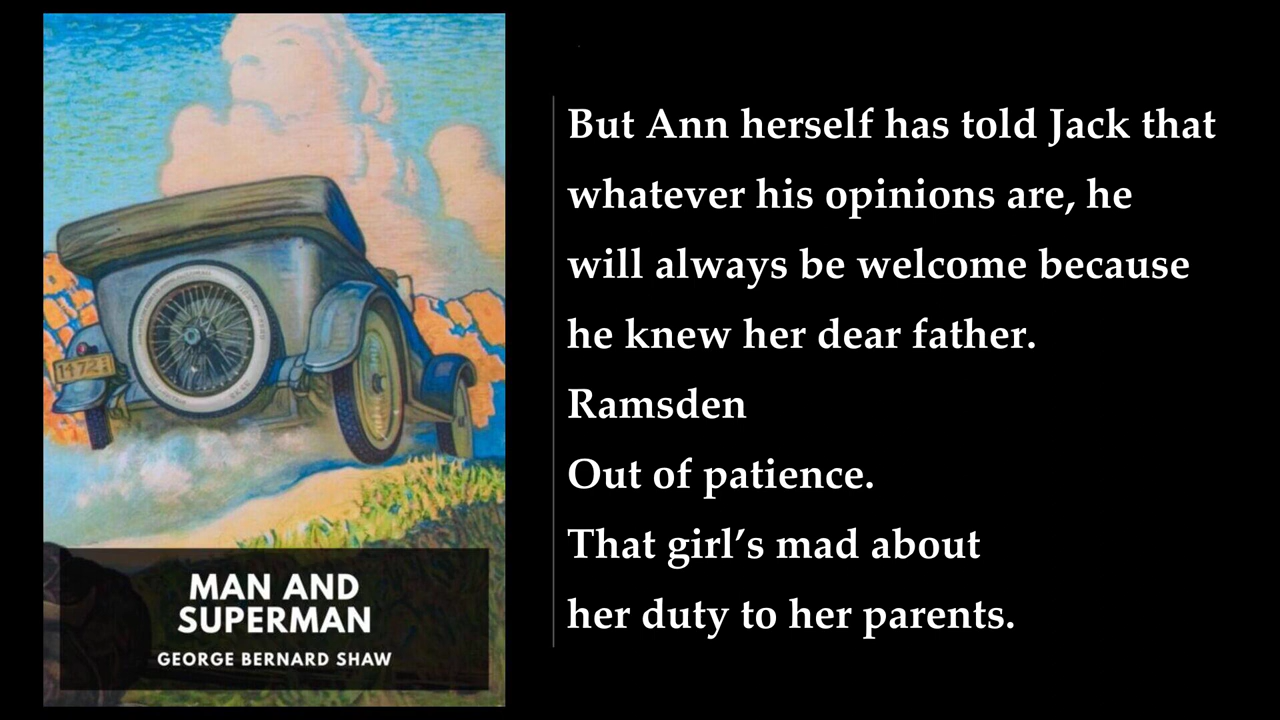 But Ann herself has told Jack that
whatever his opinions are, he
will always be welcome because
he knew her dear father.
Ramsden
Out of patience.
That girl’s mad about
her duty to her parents.
1472
MAN AND
SUPERMAN
GEORGE BERNARD SHAW